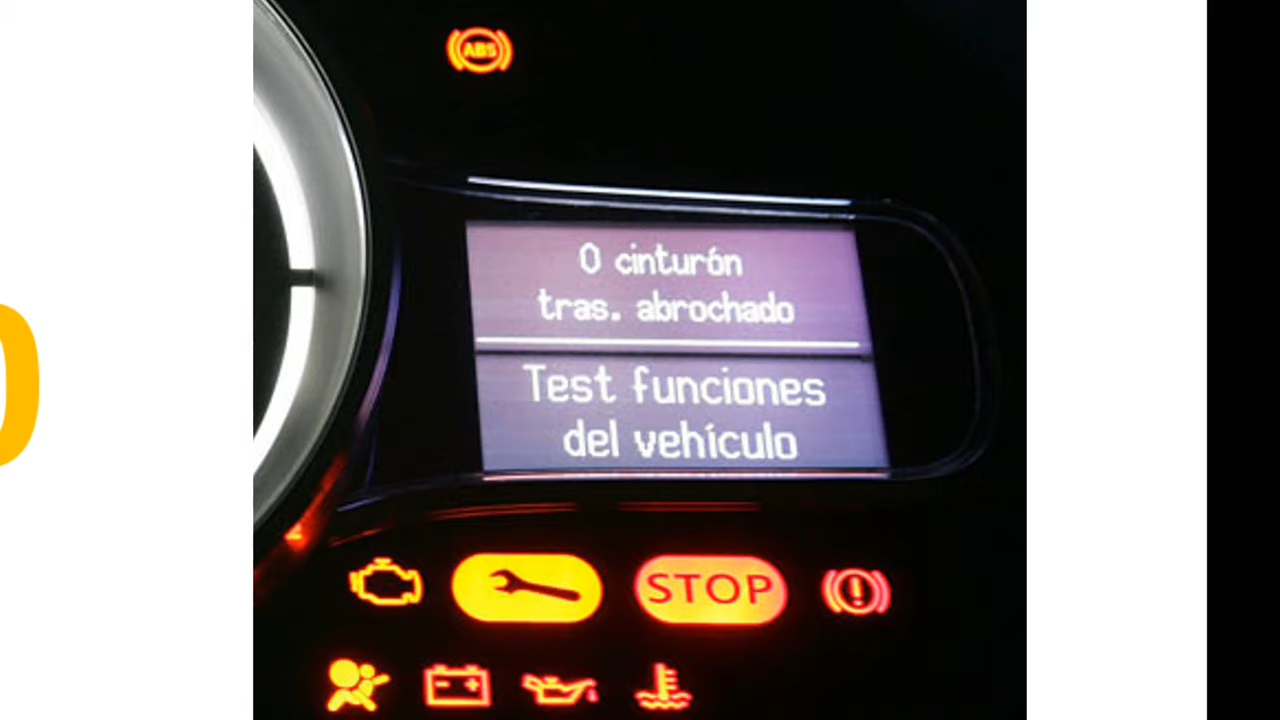 ABS
0 cinturón
tras. abrochado
Test funciones
del vehículo
STOP